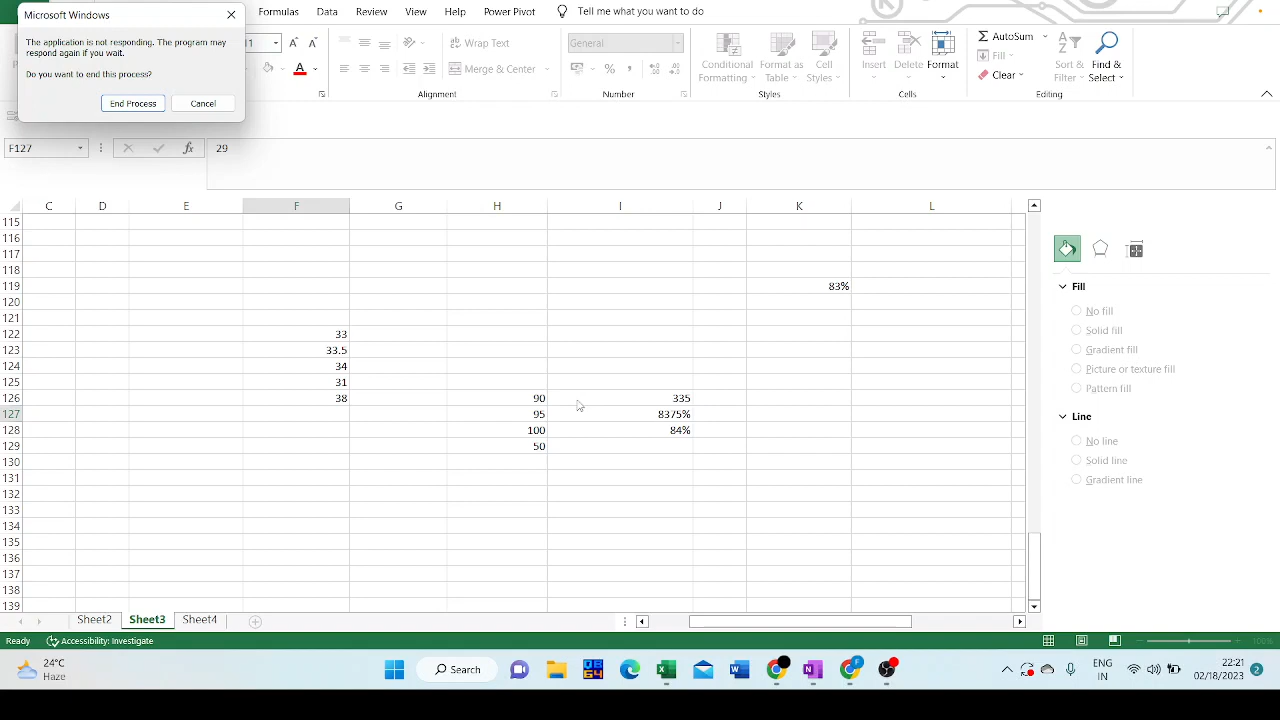 Microsoft Windows
The application is not responding. The program may
respond again if you wait.
Do you want to end this process?
End Process Cancel
Formulas Data Review View Help Power Pivot Tell me what you want to do
11
Wrap Text
General
Merge & Center
Conditional
Formatting
Format as
Table
Cell
Styles
Insert
Delete
Format
AutoSum
Fill
Clear
Sort &
Filter
Find &
Select
Alignment Number Styles Cells Editing
F127 fx 29
C D E F G H I J K L
115
116
117
118
119 83%
120
121
122 33
123 33.5
124 34
125 31
126 38 90 335
127 95 8375%
128 100 84%
129 50
130
131
132
133
134
135
136
137
138
139
Fill
No fill
Solid fill
Gradient fill
Picture or texture fill
Pattern fill
Line
No line
Solid line
Gradient line
Sheet2 Sheet3 Sheet4
Ready Accessibility: Investigate 100%
24°C
Haze
Search
ENG
IN
22:21
02/18/2023
2